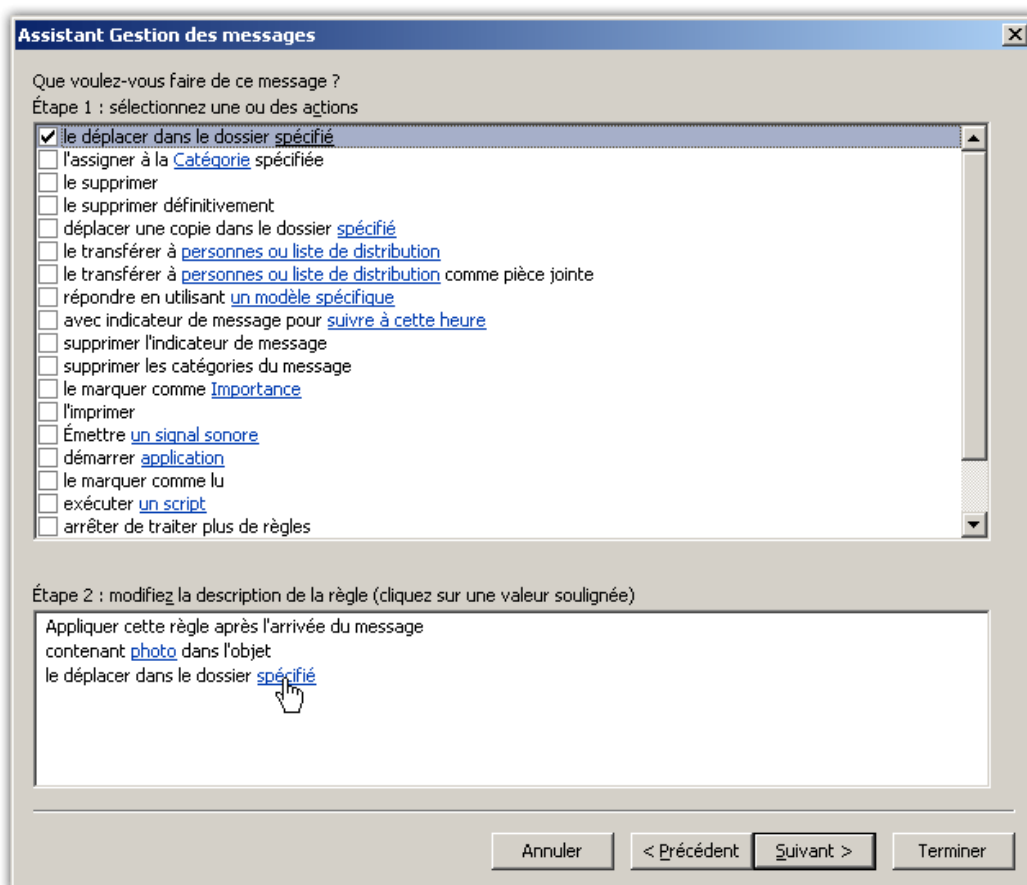 Assistant Gestion des messages
Que voulez-vous faire de ce message ?
Étape 1 : sélectionnez une ou des actions
le déplacer dans le dossier spécifié
l'assigner à la Catégorie spécifiée
le supprimer
le supprimer définitivement
déplacer une copie dans le dossier spécifié
le transférer à personnes ou liste de distribution
le transférer à personnes ou liste de distribution comme pièce jointe
répondre en utilisant un modèle spécifique
avec indicateur de message pour suivre à cette heure
supprimer l'indicateur de message
supprimer les catégories du message
le marquer comme Importance
l'imprimer
Émettre un signal sonore
démarrer application
le marquer comme lu
exécuter un script
arrêter de traiter plus de règles
Étape 2 : modifiez la description de la règle (cliquez sur une valeur soulignée)
Appliquer cette règle après l'arrivée du message
contenant photo dans l'objet
le déplacer dans le dossier spécifié
Annuler < Précédent Suivant > Terminer